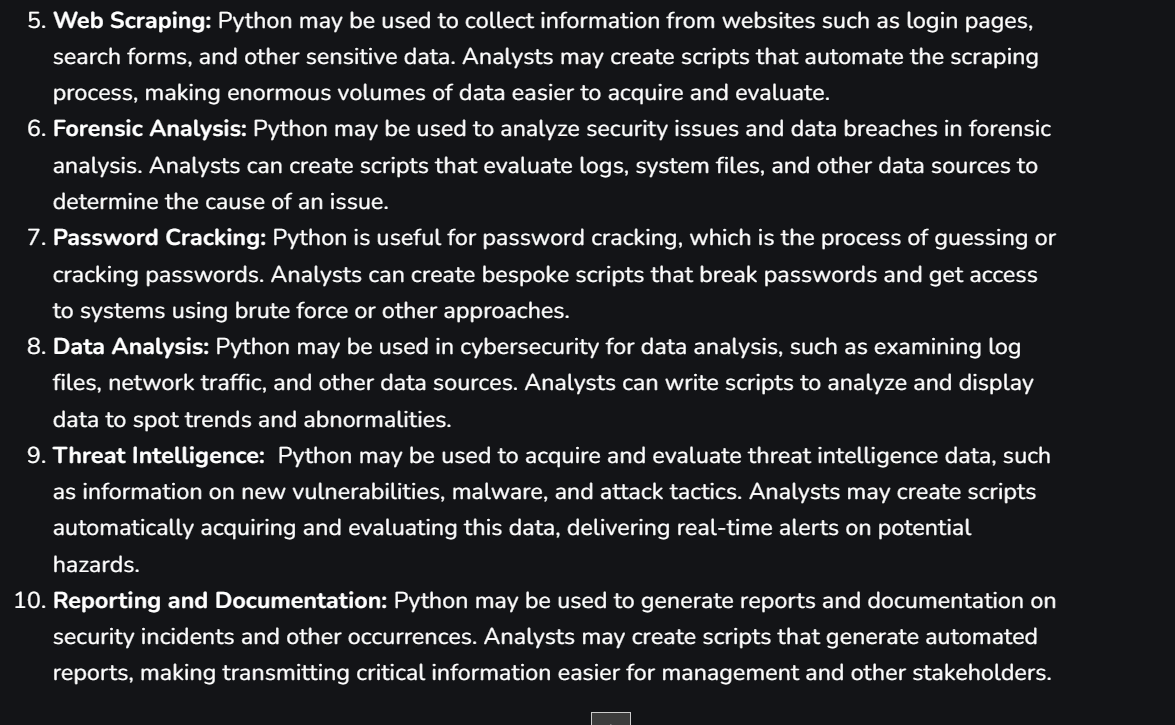 5. Web Scraping: Python may be used to collect information from websites such as login pages,
search forms, and other sensitive data. Analysts may create scripts that automate the scraping
process, making enormous volumes of data easier to acquire and evaluate.
6. Forensic Analysis: Python may be used to analyze security issues and data breaches in forensic
analysis. Analysts can create scripts that evaluate logs, system files, and other data sources to
determine the cause of an issue.
7. Password Cracking: Python is useful for password cracking, which is the process of guessing or
cracking passwords. Analysts can create bespoke scripts that break passwords and get access
to systems using brute force or other approaches.
8. Data Analysis: Python may be used in cybersecurity for data analysis, such as examining log
files, network traffic, and other data sources. Analysts can write scripts to analyze and display
data to spot trends and abnormalities.
9. Threat Intelligence:  Python may be used to acquire and evaluate threat intelligence data, such
as information on new vulnerabilities, malware, and attack tactics. Analysts may create scripts
automatically acquiring and evaluating this data, delivering real-time alerts on potential
hazards.
10. Reporting and Documentation: Python may be used to generate reports and documentation on
security incidents and other occurrences. Analysts may create scripts that generate automated
reports, making transmitting critical information easier for management and other stakeholders.